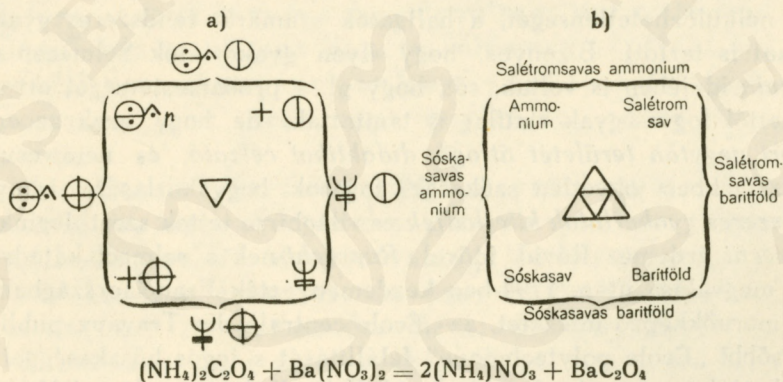 a)
b)
Salétromsavas ammonium
Ammo-
nium
Salétrom
sav
p
Sóska-
savas
ammo
nium
Salétrom-
savas
baritföld
Sóskasav
Baritföld
Sóskasavas baritföld
(NH₄)₂C₂O₄ + Ba(NO₃)₂ = 2(NH₄)NO₃ + BaC₂O₄